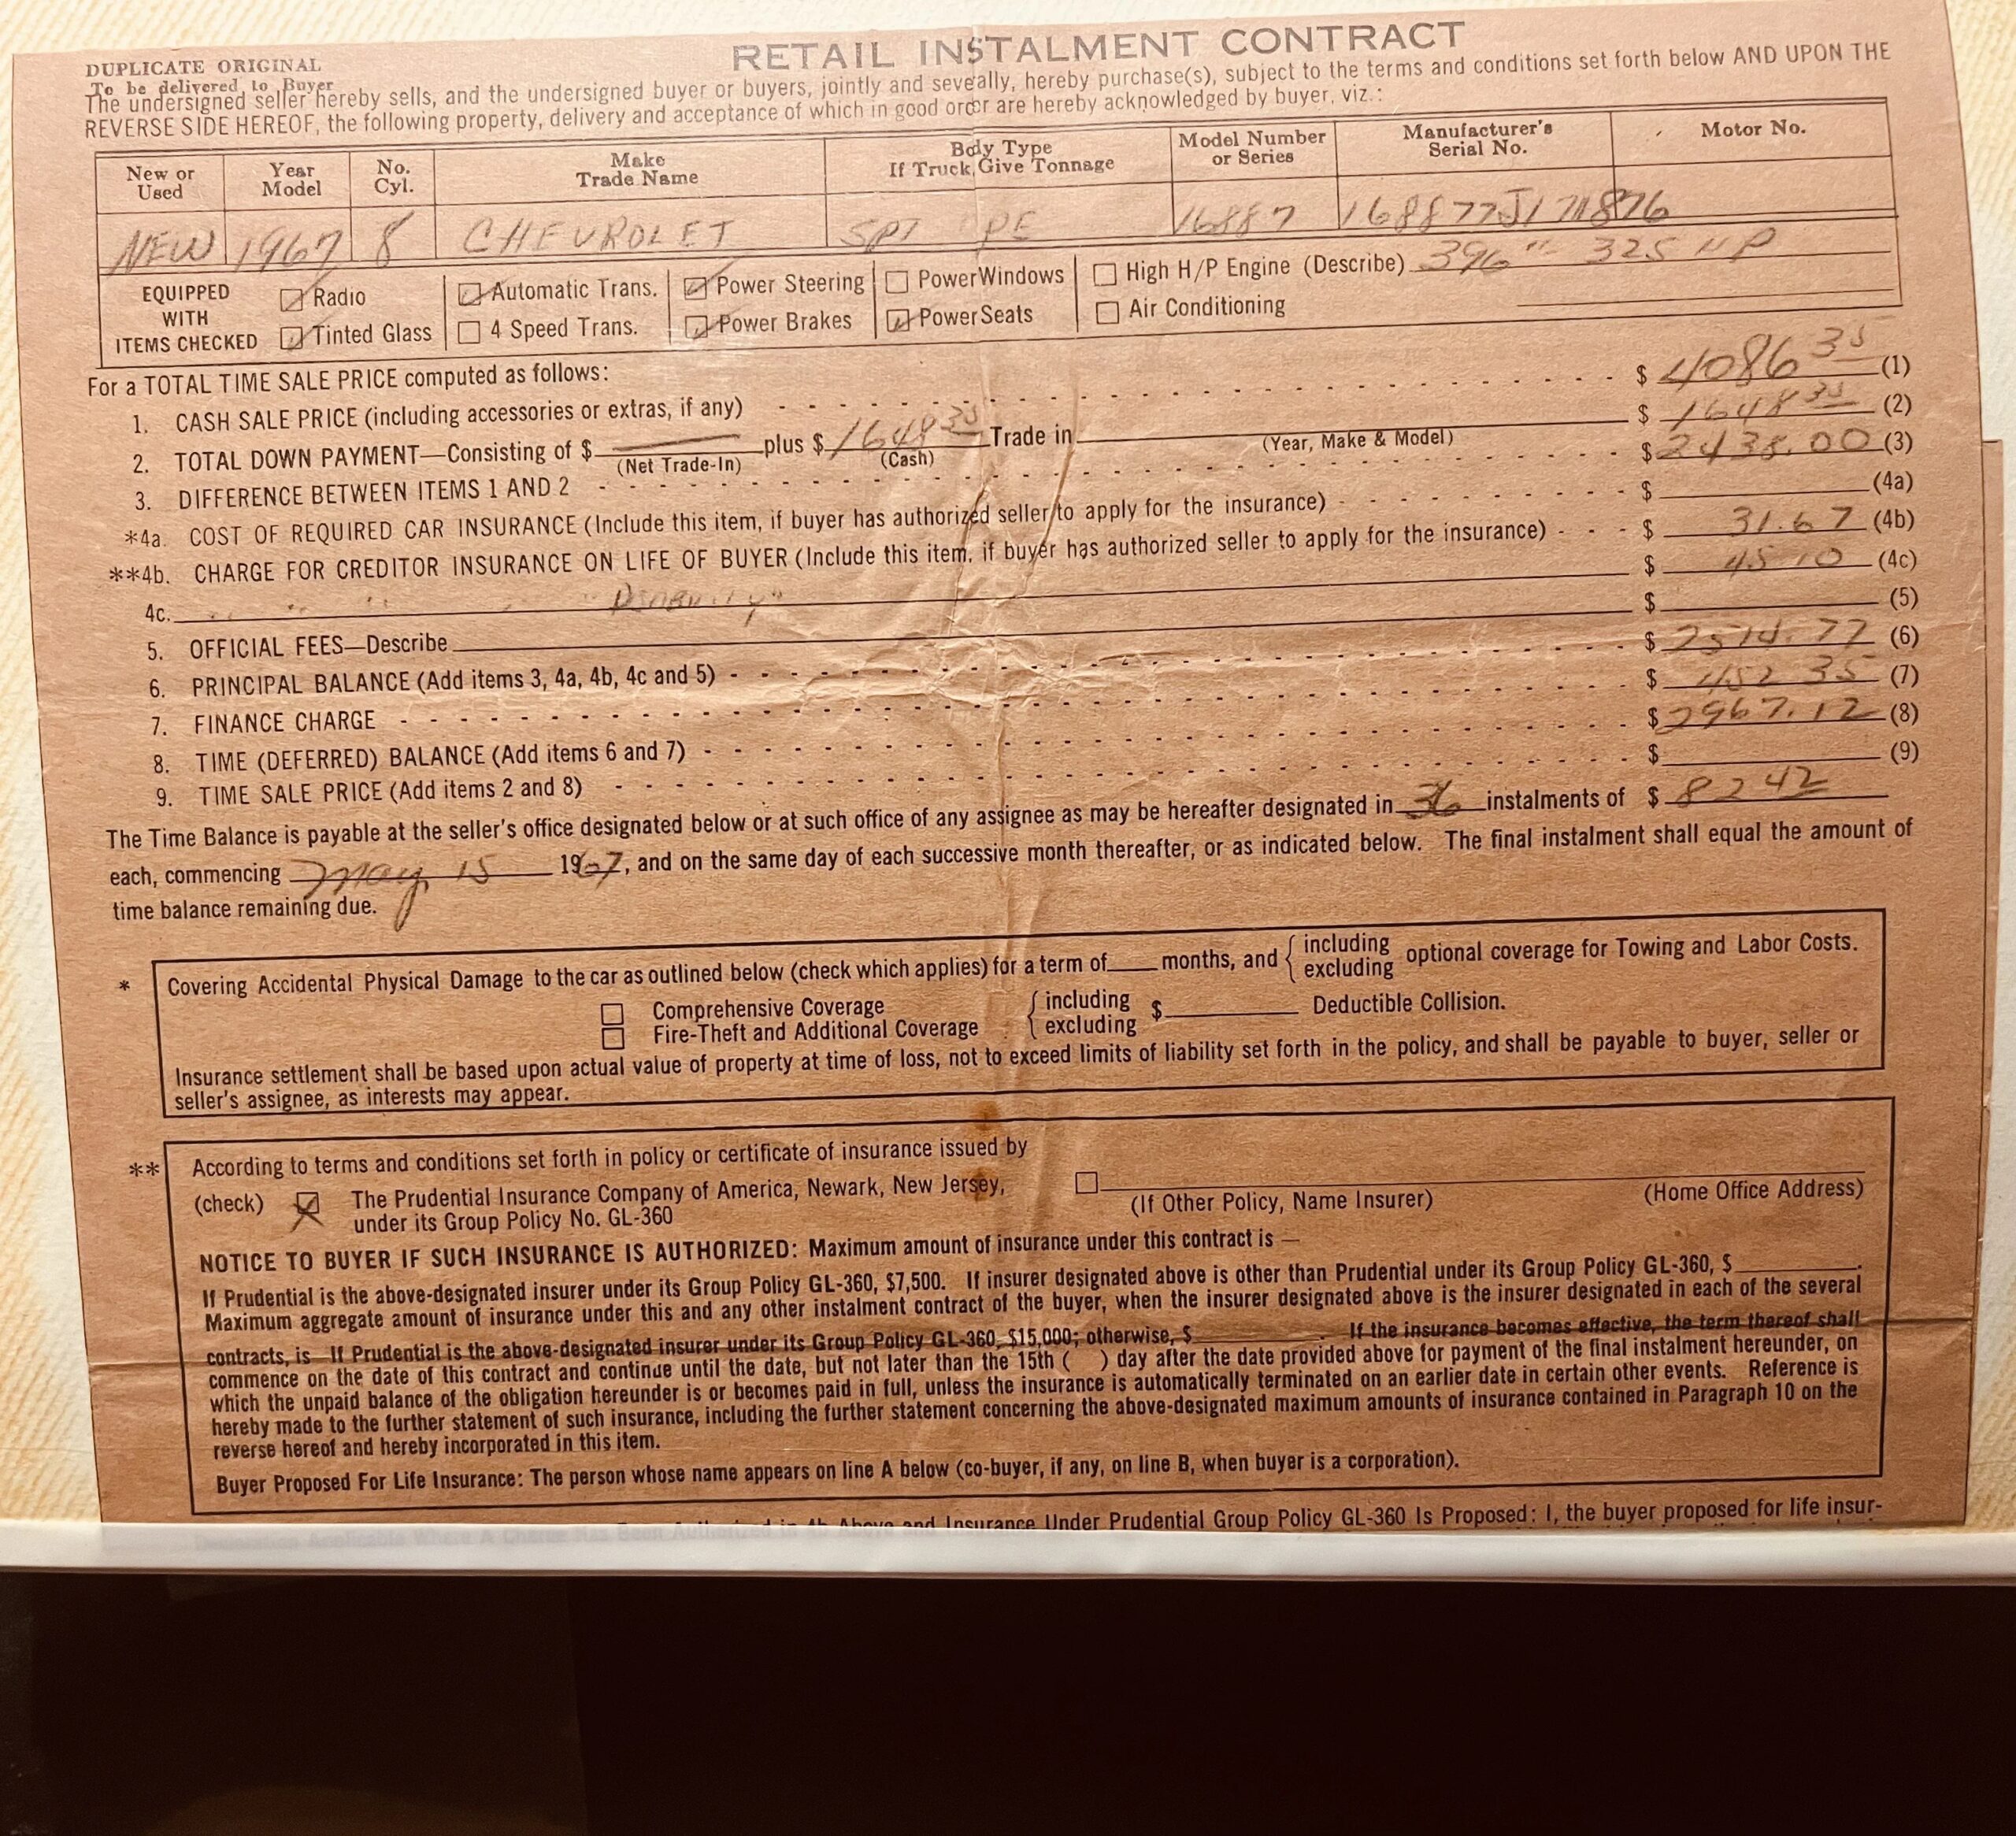 RETAIL INSTALMENT CONTRACT
DUPLICATE ORIGINAL
To be delivered to Buyer
The undersigned seller hereby sells, and the undersigned buyer or buyers, jointly and severally, hereby purchase(s), subject to the terms and conditions set forth below AND UPON THE
REVERSE SIDE HEREOF, the following property, delivery and acceptance of which in good order are hereby acknowledged by buyer, viz.:
New or Used
Year Model
No. Cyl.
Make Trade Name
Body Type If Truck Give Tonnage
Model Number or Series
Manufacturer's Serial No.
Motor No.
NEW 1967 8 CHEVROLET SPT PE 16887
EQUIPPED WITH ITEMS CHECKED
Radio Automatic Trans. Power Steering Power Windows High H/P Engine (Describe) 396" 325 HP
Tinted Glass 4 Speed Trans. Power Brakes Power Seats Air Conditioning
For a TOTAL TIME SALE PRICE computed as follows:
1. CASH SALE PRICE (including accessories or extras, if any) $ 4086 35 (1)
2. TOTAL DOWN PAYMENT—Consisting of $ plus $ 1648 35 Trade in $ 1648 35 (2)
(Net Trade-In) (Cash) (Year, Make & Model)
3. DIFFERENCE BETWEEN ITEMS 1 AND 2 $ 2438.00 (3)
*4a. COST OF REQUIRED CAR INSURANCE (Include this item, if buyer has authorized seller to apply for the insurance) $ (4a)
**4b. CHARGE FOR CREDITOR INSURANCE ON LIFE OF BUYER (Include this item, if buyer has authorized seller to apply for the insurance) $ 31.67 (4b)
4c. " " " "Disability" $ 45 10 (4c)
5. OFFICIAL FEES—Describe $ (5)
6. PRINCIPAL BALANCE (Add items 3, 4a, 4b, 4c and 5) $ 2514.77 (6)
7. FINANCE CHARGE $ 452 35 (7)
8. TIME (DEFERRED) BALANCE (Add items 6 and 7) $ 2967.12 (8)
9. TIME SALE PRICE (Add items 2 and 8) $ (9)
The Time Balance is payable at the seller's office designated below or at such office of any assignee as may be hereafter designated in 36 instalments of $ 82 42
each, commencing May 15 1967, and on the same day of each successive month thereafter, or as indicated below. The final instalment shall equal the amount of
time balance remaining due.
* Covering Accidental Physical Damage to the car as outlined below (check which applies) for a term of months, and { including excluding optional coverage for Towing and Labor Costs.
Comprehensive Coverage
Fire-Theft and Additional Coverage { including excluding $ Deductible Collision.
Insurance settlement shall be based upon actual value of property at time of loss, not to exceed limits of liability set forth in the policy, and shall be payable to buyer, seller or
seller's assignee, as interests may appear.
** According to terms and conditions set forth in policy or certificate of insurance issued by
(check) The Prudential Insurance Company of America, Newark, New Jersey,
under its Group Policy No. GL-360
(If Other Policy, Name Insurer) (Home Office Address)
NOTICE TO BUYER IF SUCH INSURANCE IS AUTHORIZED: Maximum amount of insurance under this contract is —
If Prudential is the above-designated insurer under its Group Policy GL-360, $7,500. If insurer designated above is other than Prudential under its Group Policy GL-360, $ .
Maximum aggregate amount of insurance under this and any other instalment contract of the buyer, when the insurer designated above is the insurer designated in each of the several
contracts, is If Prudential is the above-designated insurer under its Group Policy GL-360, $15,000; otherwise, $ . If the insurance becomes effective, the term thereof shall
commence on the date of this contract and continue until the date, but not later than the 15th ( ) day after the date provided above for payment of the final instalment hereunder, on
which the unpaid balance of the obligation hereunder is or becomes paid in full, unless the insurance is automatically terminated on an earlier date in certain other events. Reference is
hereby made to the further statement of such insurance, including the further statement concerning the above-designated maximum amounts of insurance contained in Paragraph 10 on the
reverse hereof and hereby incorporated in this item.
Buyer Proposed For Life Insurance: The person whose name appears on line A below (co-buyer, if any, on line B, when buyer is a corporation).
Applicable Where A Charge Has Been Authorized in 4b Above and Insurance Under Prudential Group Policy GL-360 Is Proposed: I, the buyer proposed for life insur-